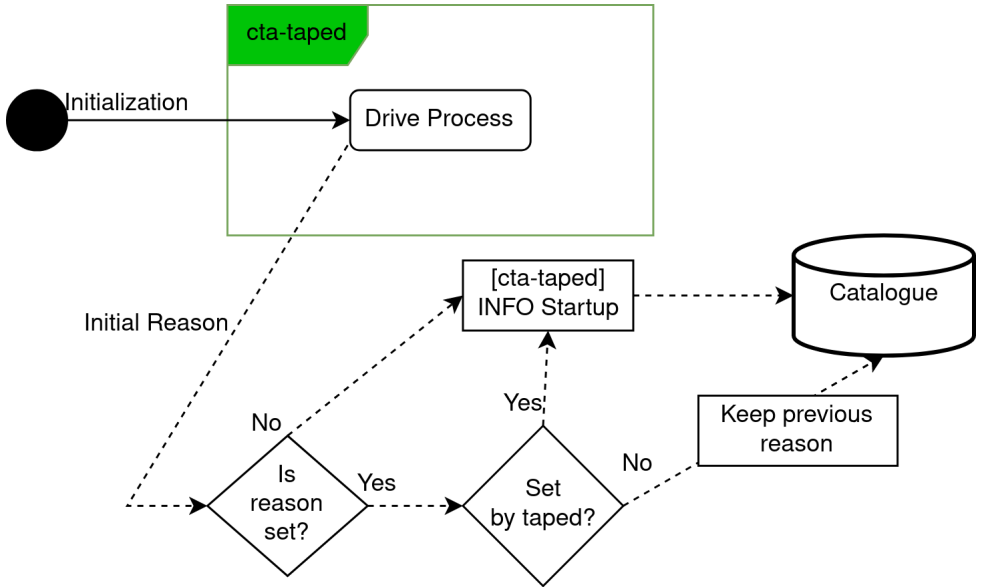 cta-taped
Initialization
Drive Process
[cta-taped]
INFO Startup
Catalogue
Initial Reason
Keep previous
reason
No
Yes
Is
reason
set?
Yes
Set
by taped?
No